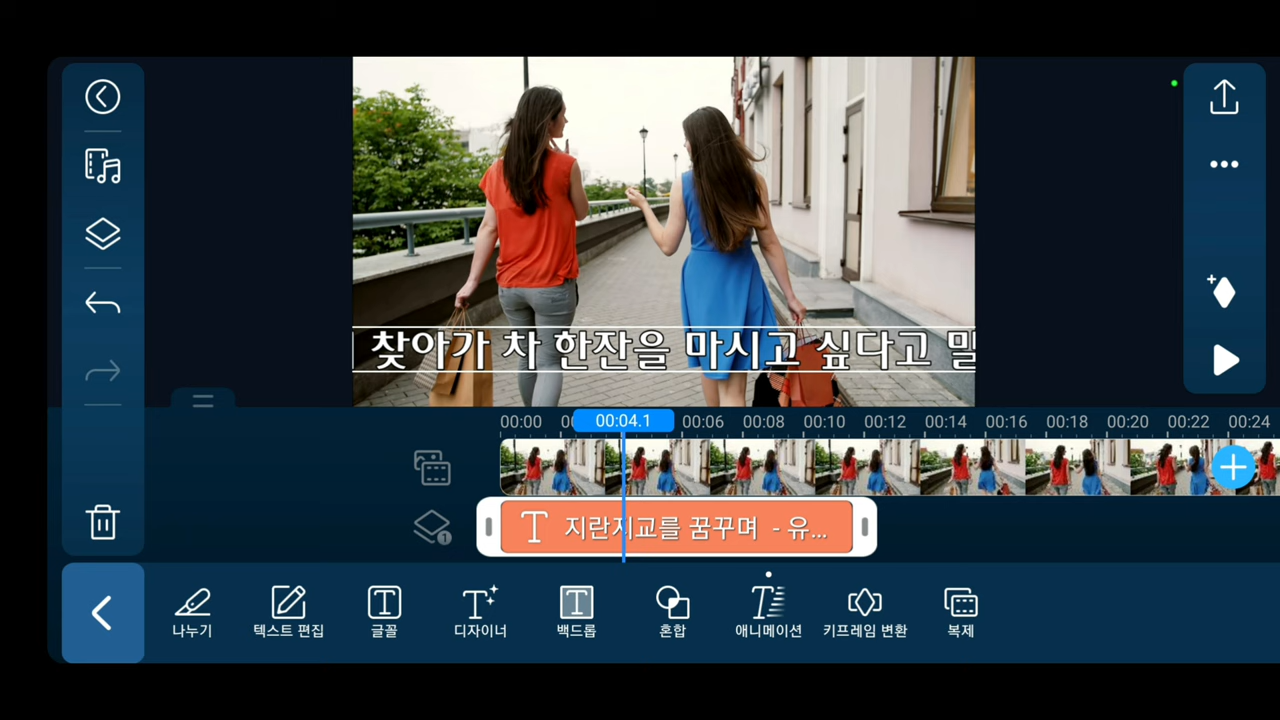 찾아가 차 한잔을 마시고 싶다고 말
00:00
00:04.1
00:06
00:08
00:10
00:12
00:14
00:16
00:18
00:20
00:22
00:24
T 지란지교를 꿈꾸며 - 유...
1
나누기
텍스트 편집
글꼴
디자이너
백드롭
혼합
애니메이션
키프레임 변환
복제